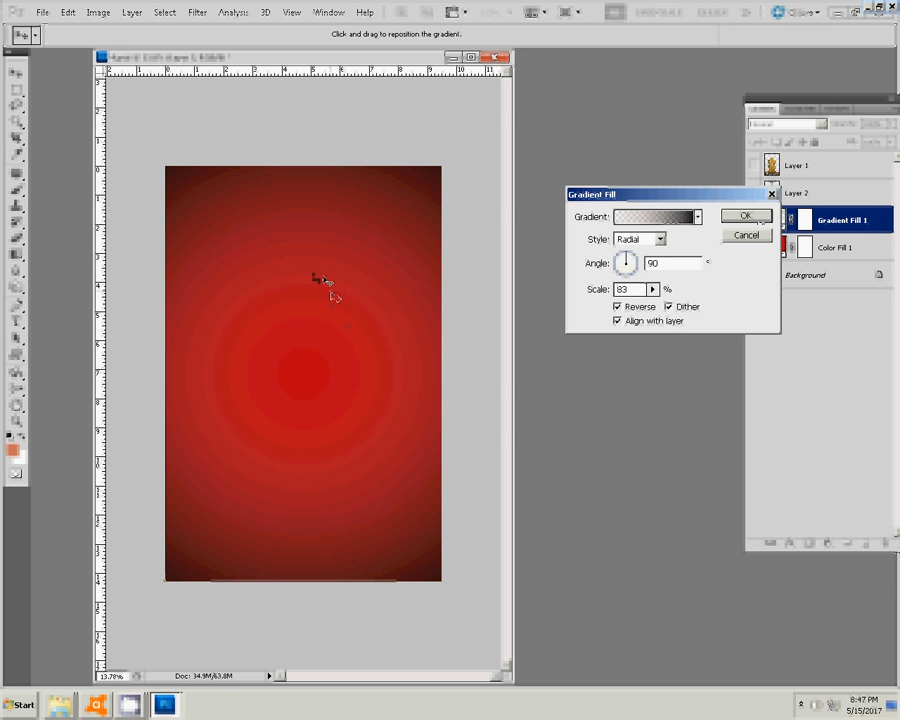 File Edit Image Layer Select Filter Analysis 3D View Window Help
Click and drag to reposition the gradient.
Layer 1
Layer 2
Gradient Fill 1
Color Fill 1
Background
Gradient Fill
Gradient:
OK
Style: Radial
Cancel
Angle: 90 °
Scale: 83 %
Reverse Dither
Align with layer
13.78% Doc: 34.9M/63.8M
Start
8:47 PM
5/15/2017